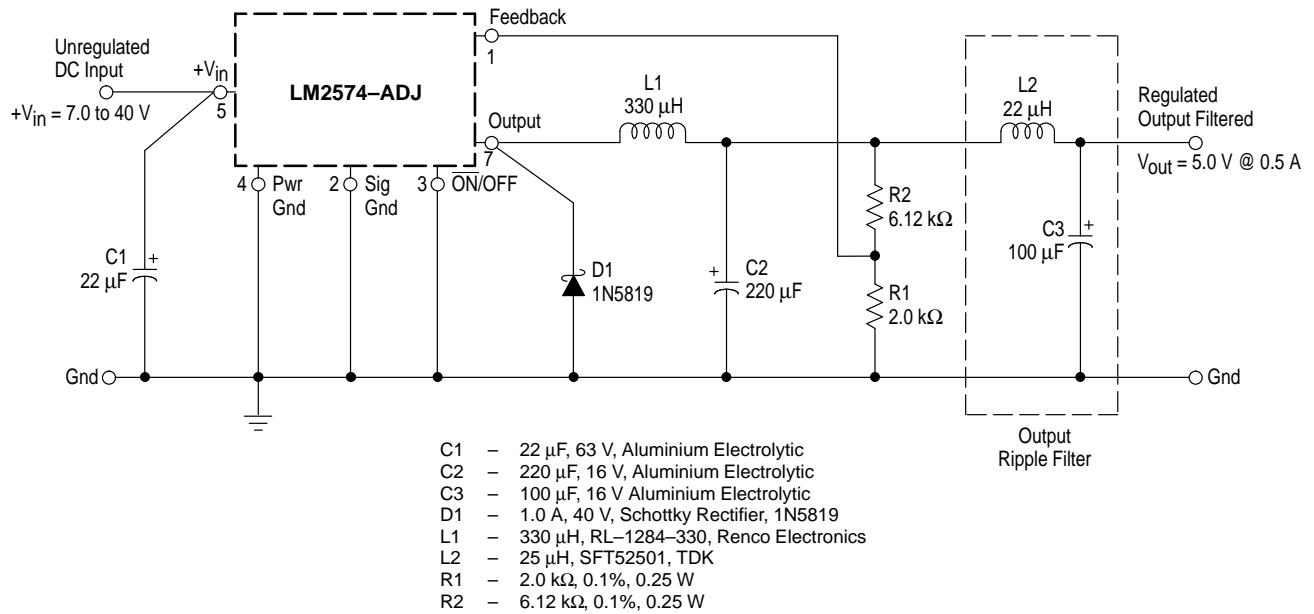 Feedback
1
Unregulated
DC Input
+Vin
LM2574–ADJ
+Vin = 7.0 to 40 V
5
Output
7
L1
330 μH
L2
22 μH
Regulated
Output Filtered
Vout = 5.0 V @ 0.5 A
4 Pwr
Gnd
2 Sig
Gnd
3 O̅N̅/OFF
R2
6.12 kΩ
C1
22 μF
+
D1
1N5819
+
C2
220 μF
R1
2.0 kΩ
C3
100 μF
+
Gnd
Gnd
Output
Ripple Filter
C1 – 22 μF, 63 V, Aluminium Electrolytic
C2 – 220 μF, 16 V, Aluminium Electrolytic
C3 – 100 μF, 16 V Aluminium Electrolytic
D1 – 1.0 A, 40 V, Schottky Rectifier, 1N5819
L1 – 330 μH, RL–1284–330, Renco Electronics
L2 – 25 μH, SFT52501, TDK
R1 – 2.0 kΩ, 0.1%, 0.25 W
R2 – 6.12 kΩ, 0.1%, 0.25 W